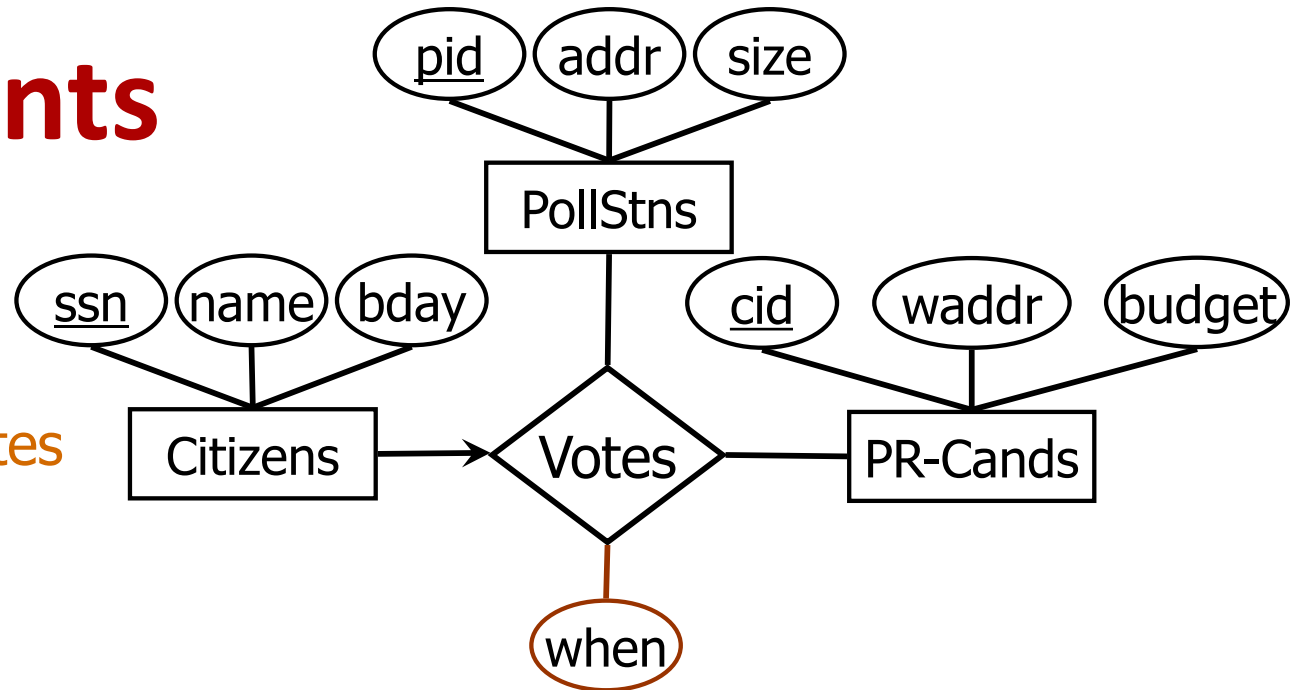 pid addr size
nts
PollStns
ssn name bday cid waddr budget
tes Citizens Votes PR-Cands
when